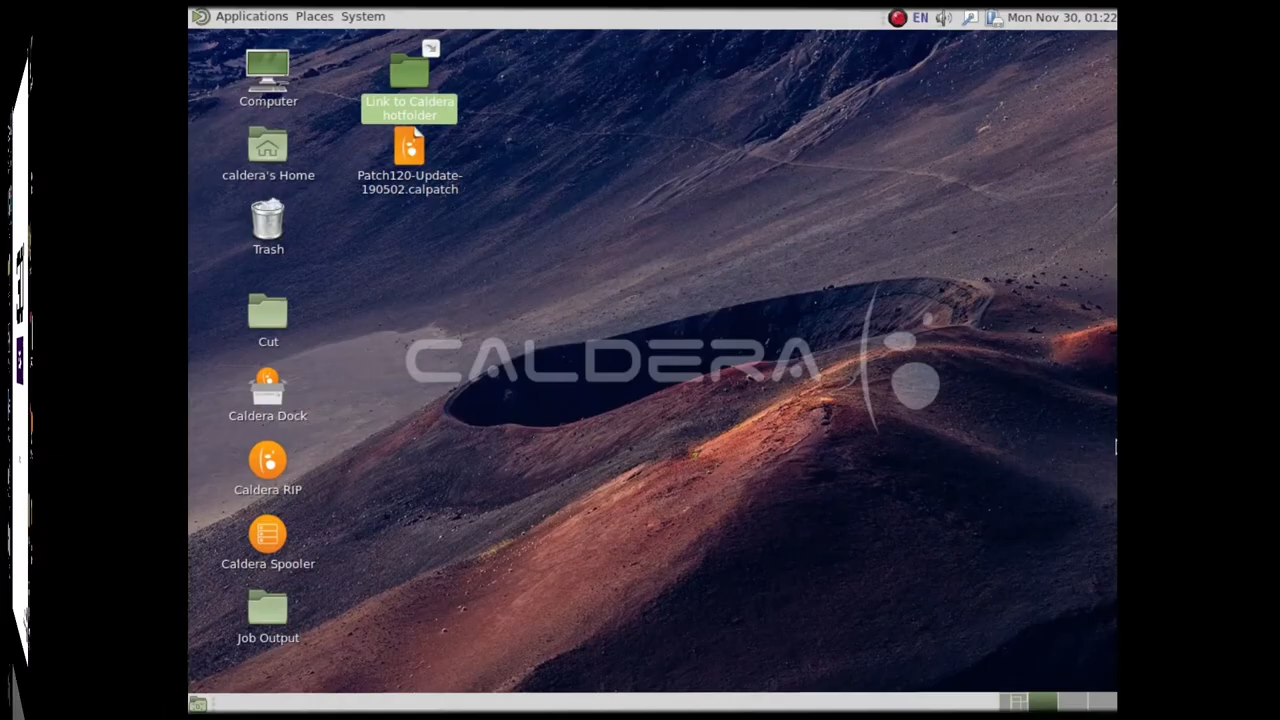 Applications Places System
EN Mon Nov 30, 01:22
Computer
Link to Caldera
hotfolder
caldera's Home
Patch120-Update-
190502.calpatch
Trash
Cut
CALDERA
Caldera Dock
Caldera RIP
Caldera Spooler
Job Output